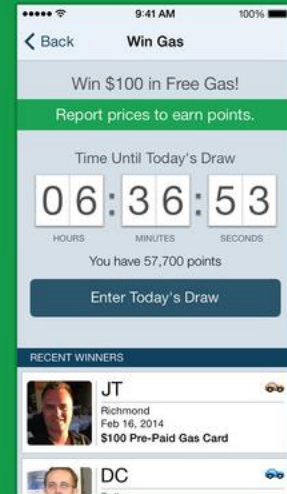 9:41 AM 100%
Back Win Gas
Win $100 in Free Gas!
Report prices to earn points.
Time Until Today's Draw
06:36:53
HOURS MINUTES SECONDS
You have 57,700 points
Enter Today's Draw
RECENT WINNERS
JT
Richmond
Feb 16, 2014
$100 Pre-Paid Gas Card
DC